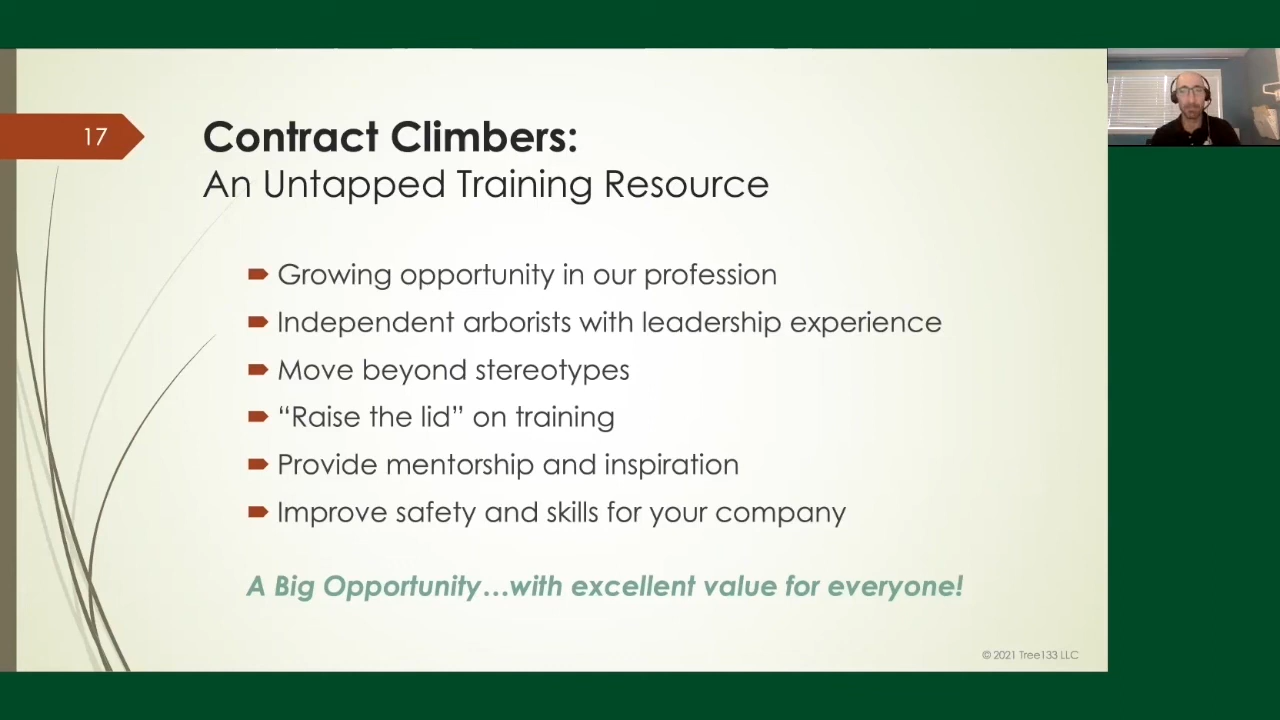 17
Contract Climbers:
An Untapped Training Resource
Growing opportunity in our profession
Independent arborists with leadership experience
Move beyond stereotypes
“Raise the lid” on training
Provide mentorship and inspiration
Improve safety and skills for your company
A Big Opportunity…with excellent value for everyone!
© 2021 Tree133 LLC